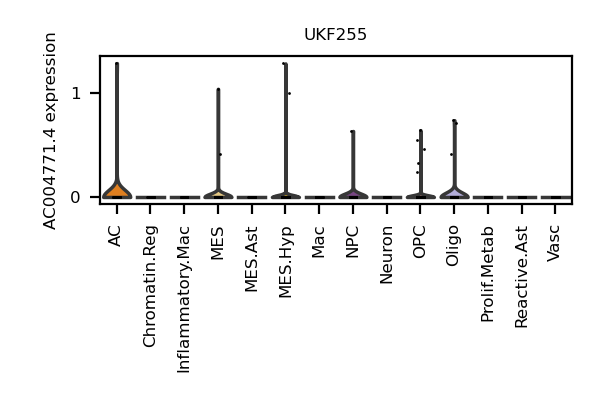 UKF255
AC004771.4 expression
1
0
AC
Chromatin.Reg
Inflammatory.Mac
MES
MES.Ast
MES.Hyp
Mac
NPC
Neuron
OPC
Oligo
Prolif.Metab
Reactive.Ast
Vasc